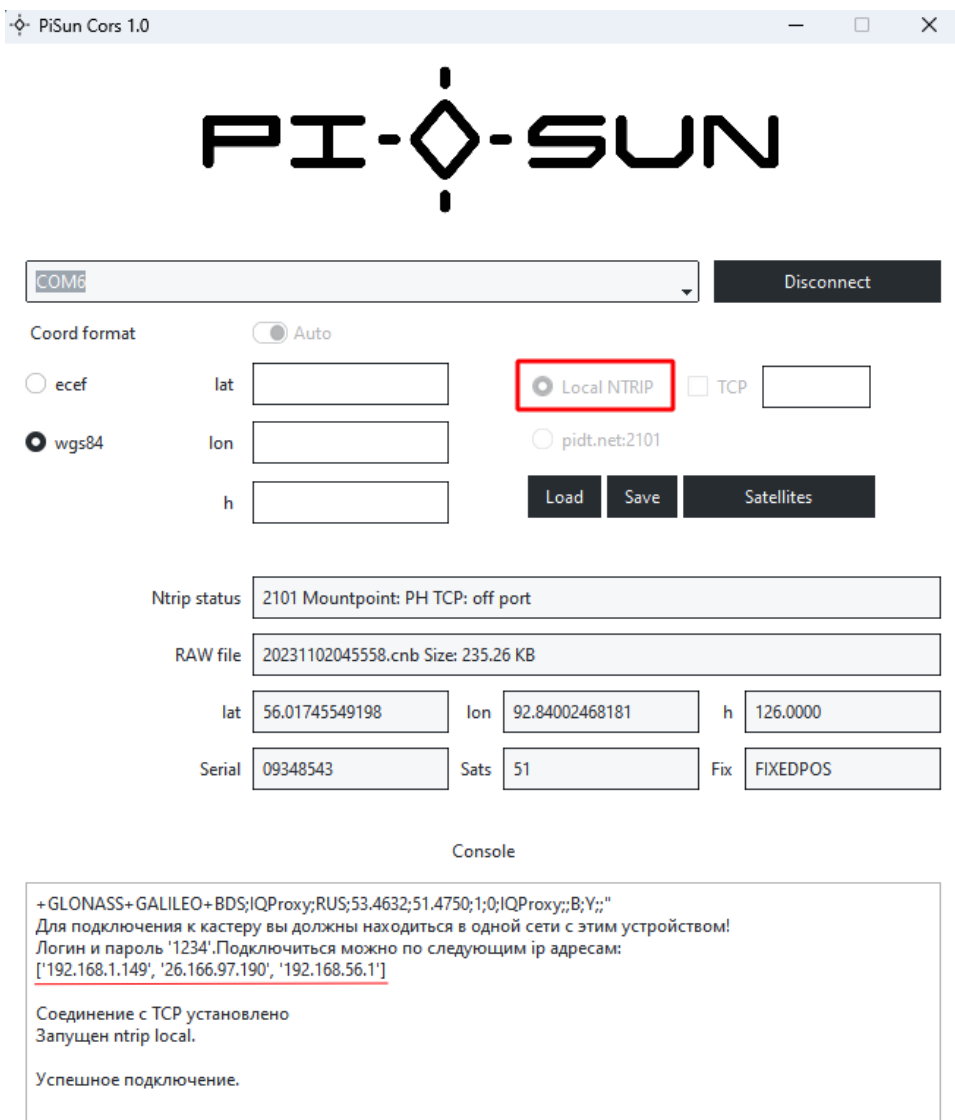 PiSun Cors 1.0
PI-SUN
COM6
Disconnect
Coord format
Auto
ecef
lat
Local NTRIP
TCP
wgs84
lon
pidt.net:2101
h
Load
Save
Satellites
Ntrip status
2101 Mountpoint: PH TCP: off port
RAW file
20231102045558.cnb Size: 235.26 KB
lat
56.01745549198
lon
92.84002468181
h
126.0000
Serial
09348543
Sats
51
Fix
FIXEDPOS
Console
+GLONASS+GALILEO+BDS;IQProxy;RUS;53.4632;51.4750;1;0;IQProxy;;B;Y;;"
Для подключения к кастеру вы должны находиться в одной сети с этим устройством!
Логин и пароль '1234'.Подключиться можно по следующим ip адресам:
['192.168.1.149', '26.166.97.190', '192.168.56.1']
Соединение с TCP установлено
Запущен ntrip local.
Успешное подключение.